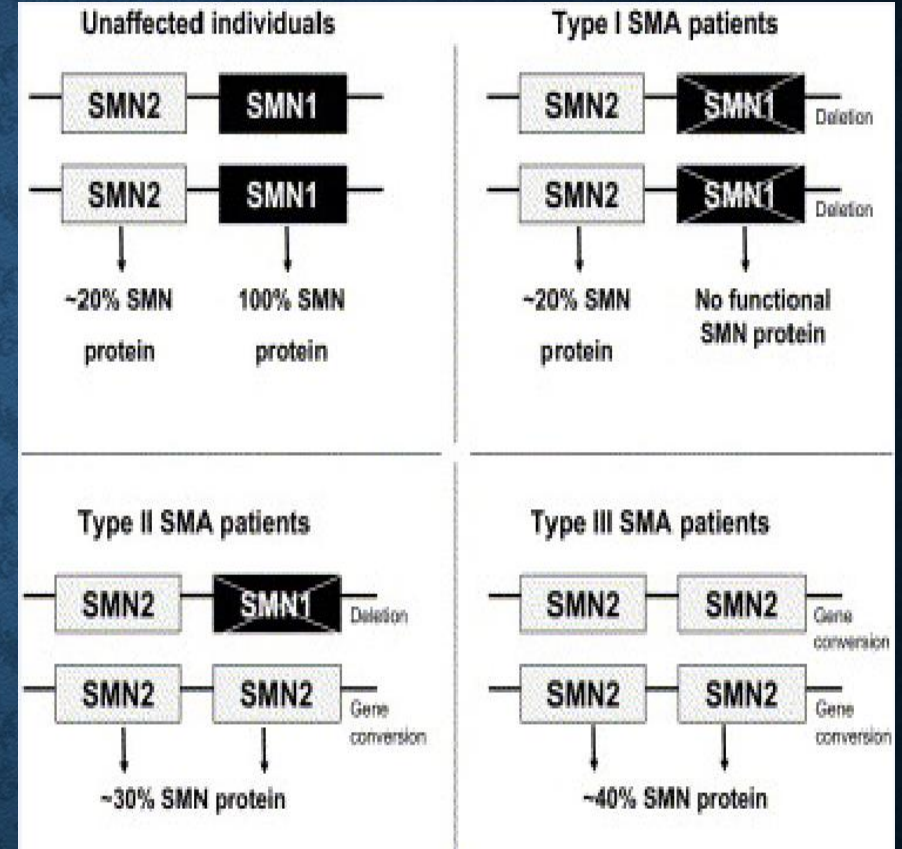 Unaffected individuals
SMN2 SMN1
SMN2 SMN1
~20% SMN 100% SMN
protein protein
Type I SMA patients
SMN2 SMN1 Deletion
SMN2 SMN1 Deletion
~20% SMN No functional
protein SMN protein
Type II SMA patients
SMN2 SMN1 Deletion
SMN2 SMN2 Gene
conversion
~30% SMN protein
Type III SMA patients
SMN2 SMN2 Gene
conversion
SMN2 SMN2 Gene
conversion
~40% SMN protein